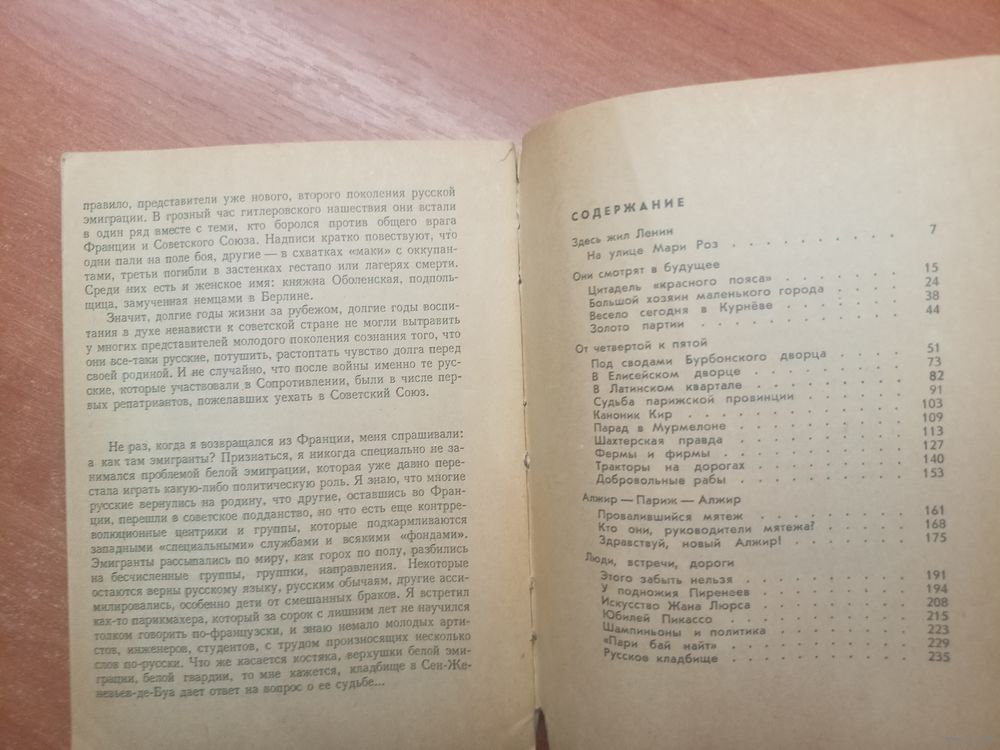 правило, представители уже нового, второго поколения русской
эмиграции. В грозный час гитлеровского нашествия они встали
в один ряд вместе с теми, кто боролся против общего врага
Франции и Советского Союза. Надписи кратко повествуют, что
одни пали на поле боя, другие — в схватках «маки» с оккупан-
тами, третьи погибли в застенках гестапо или лагерях смерти.
Среди них есть и женское имя: княжна Оболенская, подполь-
щица, замученная немцами в Берлине.
Значит, долгие годы жизни за рубежом, долгие годы воспи-
тания в духе ненависти к советской стране не могли вытравить
у многих представителей молодого поколения сознания того, что
они все-таки русские, потушить, растоптать чувство долга перед
своей родиной. И не случайно, что после войны именно те рус-
ские, которые участвовали в Сопротивлении, были в числе пер-
вых репатриантов, пожелавших уехать в Советский Союз.
Не раз, когда я возвращался из Франции, меня спрашивали:
а как там эмигранты? Признаться, я никогда специально не за-
нимался проблемой белой эмиграции, которая уже давно пере-
стала играть какую-либо политическую роль. Я знаю, что многие
русские вернулись на родину, что другие, оставшись во Фран-
ции, перешли в советское подданство, но что есть еще контрре-
волюционные центрики и группы, которые подкармливаются
западными «специальными» службами и всякими «фондами».
Эмигранты рассыпались по миру, как горох по полу, разбились
на бесчисленные группы, группки, направления. Некоторые
остаются верны русскому языку, русским обычаям, другие асси-
милировались, особенно дети от смешанных браков. Я встретил
как-то парикмахера, который за сорок с лишним лет не научился
толком говорить по-французски, и знаю немало молодых арти-
стов, инженеров, студентов, с трудом произносящих несколько
слов по-русски. Что же касается костяка, верхушки белой эми-
грации, белой гвардии, то мне кажется, кладбище в Сен-Же-
невьев-де-Буа дает ответ на вопрос о ее судьбе...
СОДЕРЖАНИЕ
Здесь жил Ленин
На улице Мари Роз . . . . . . . . . 7
Они смотрят в будущее
Цитадель «красного пояса» . . . . . . . 15
Большой хозяин маленького города . . . . . 24
Весело сегодня в Курнёве . . . . . . . 38
Золото партии . . . . . . . . . . 44
От четвертой к пятой
Под сводами Бурбонского дворца . . . . 51
В Елисейском дворце . . . . . . . . 73
В Латинском квартале . . . . . . . . 82
Судьба парижской провинции . . . . . . 91
Каноник Кир . . . . . . . . . . 103
Парад в Мурмелоне . . . . . . . . 109
Шахтерская правда . . . . . . . . 113
Фермы и фирмы . . . . . . . . . 127
Тракторы на дорогах . . . . . . . . 140
Добровольные рабы . . . . . . . . 153
Алжир — Париж — Алжир
Провалившийся мятеж . . . . . . . . 161
Кто они, руководители мятежа? . . . . . 168
Здравствуй, новый Алжир! . . . . . . 175
Люди, встречи, дороги
Этого забыть нельзя . . . . . . . . 191
У подножия Пиренеев . . . . . . . . 194
Искусство Жана Люрса . . . . . . . 208
Юбилей Пикассо . . . . . . . . . 215
Шампиньоны и политика . . . . . . . 223
«Пари бай найт» . . . . . . . . . 229
Русское кладбище . . . . . . . . . 235